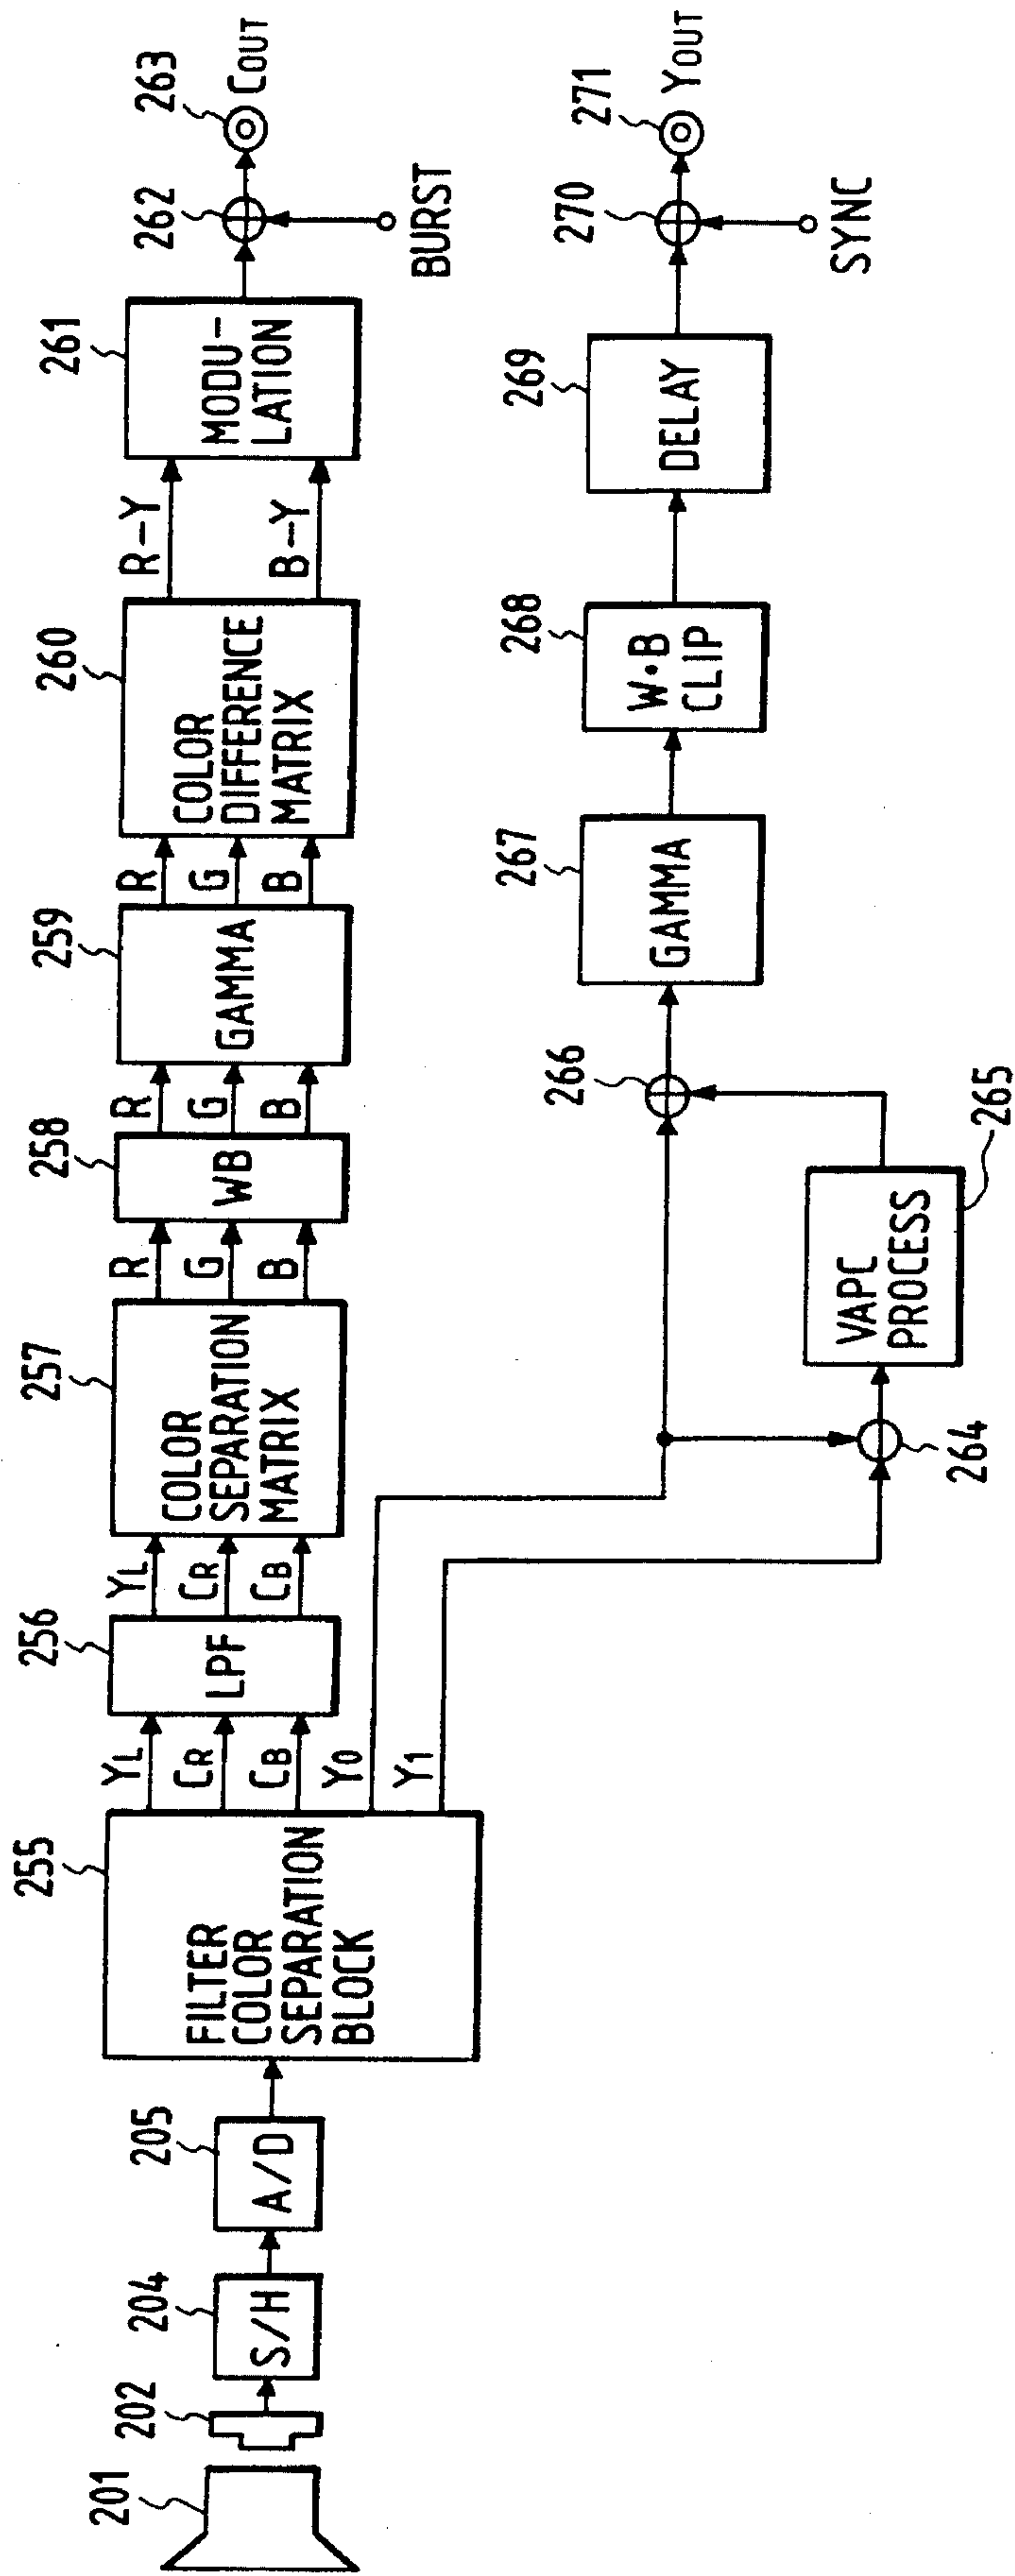 201
202
204
S/H
205
A/D
255
FILTER
COLOR
SEPARATION
BLOCK
YL
CR
CB
Y0
Y1
256
LPF
YL
CR
CB
257
COLOR
SEPARATION
MATRIX
R
G
B
258
WB
R
G
B
259
GAMMA
R
G
B
260
COLOR
DIFFERENCE
MATRIX
R-Y
B-Y
261
MODU-
LATION
262
BURST
263
COUT
264
VAPC
PROCESS
265
266
267
GAMMA
268
W·B
CLIP
269
DELAY
270
SYNC
271
YOUT